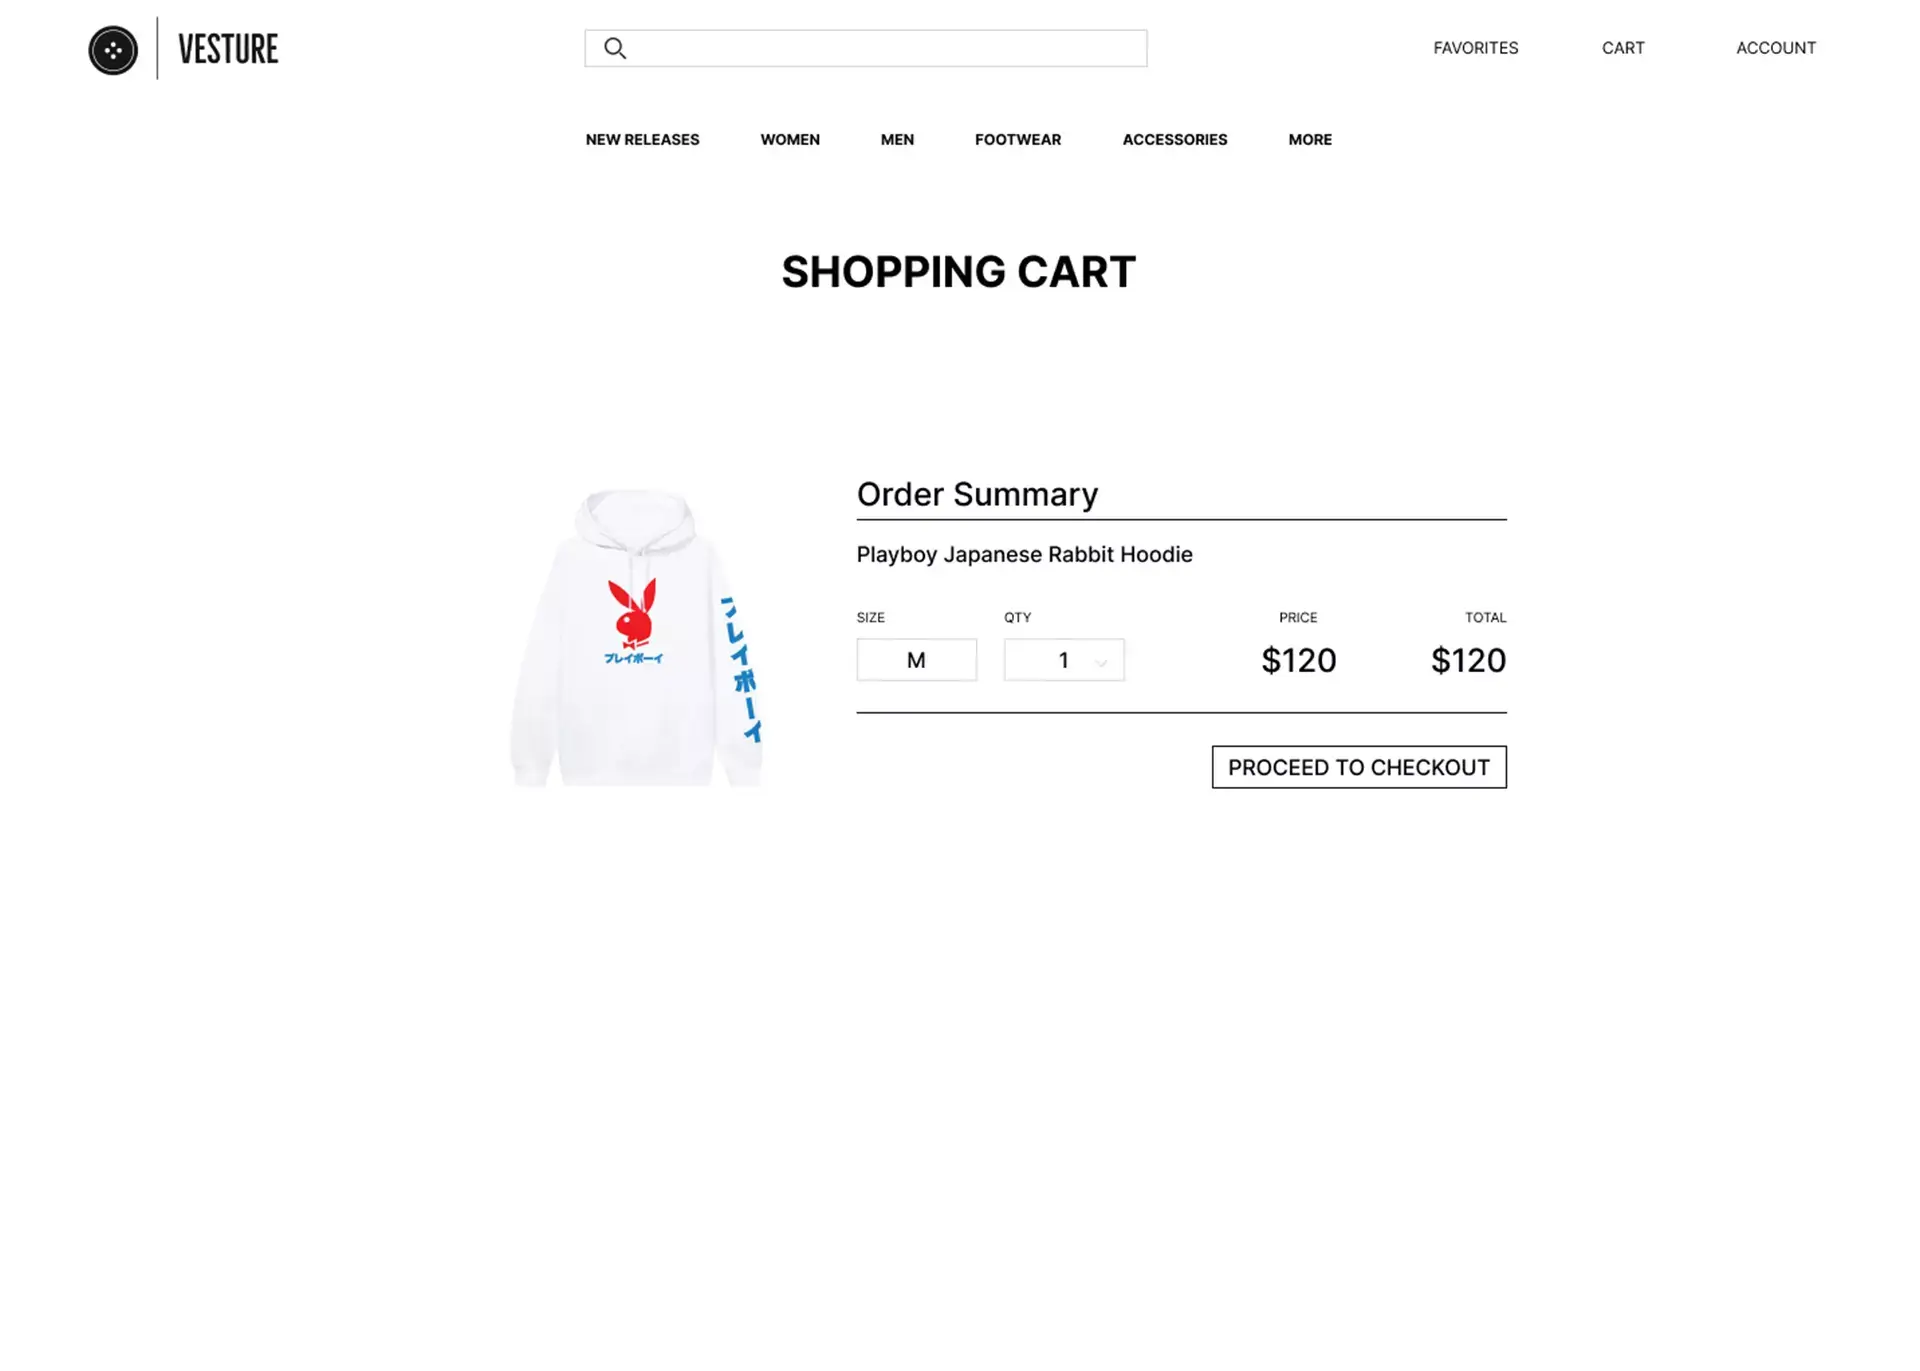 VESTURE
FAVORITES CART ACCOUNT
NEW RELEASES WOMEN MEN FOOTWEAR ACCESSORIES MORE
SHOPPING CART
プレイボーイ
プレイボーイ
Order Summary
Playboy Japanese Rabbit Hoodie
SIZE QTY PRICE TOTAL
M 1 $120 $120
PROCEED TO CHECKOUT